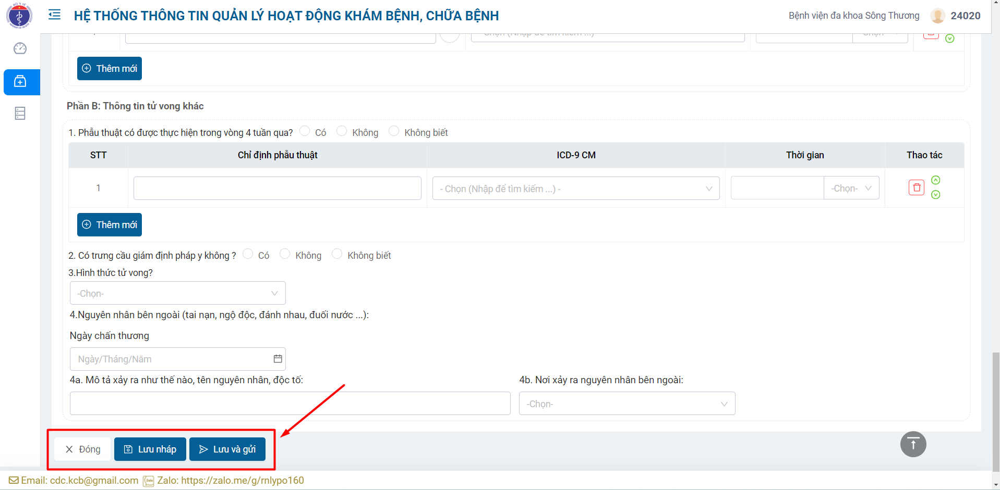 BỘ Y TẾ
HỆ THỐNG THÔNG TIN QUẢN LÝ HOẠT ĐỘNG KHÁM BỆNH, CHỮA BỆNH
Bệnh viện đa khoa Sông Thương
24020
Thêm mới
Phần B: Thông tin tử vong khác
1. Phẫu thuật có được thực hiện trong vòng 4 tuần qua? Có Không Không biết
STT Chỉ định phẫu thuật ICD-9 CM Thời gian Thao tác
1 - Chọn (Nhập để tìm kiếm ...) - -Chọn-
Thêm mới
2. Có trưng cầu giám định pháp y không ? Có Không Không biết
3.Hình thức tử vong?
-Chọn-
4.Nguyên nhân bên ngoài (tai nạn, ngộ độc, đánh nhau, đuối nước ...):
Ngày chấn thương
Ngày/Tháng/Năm
4a. Mô tả xảy ra như thế nào, tên nguyên nhân, độc tố: 4b. Nơi xảy ra nguyên nhân bên ngoài:
-Chọn-
Đóng Lưu nháp Lưu và gửi
Email: cdc.kcb@gmail.com Zalo: https://zalo.me/g/rnlypo160